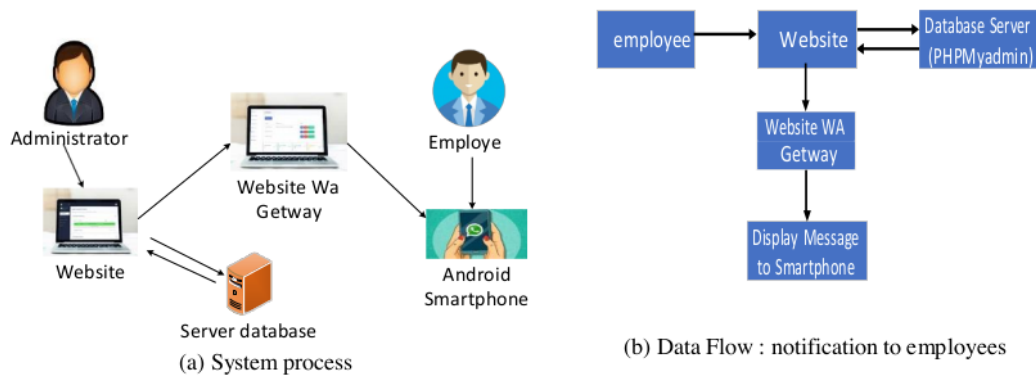 Administrator
Website
Website Wa
Getway
Server database
Employe
Android
Smartphone
(a) System process
employee
Website
Database Server
(PHPMyadmin)
Website WA
Getway
Display Message
to Smartphone
(b) Data Flow : notification to employees